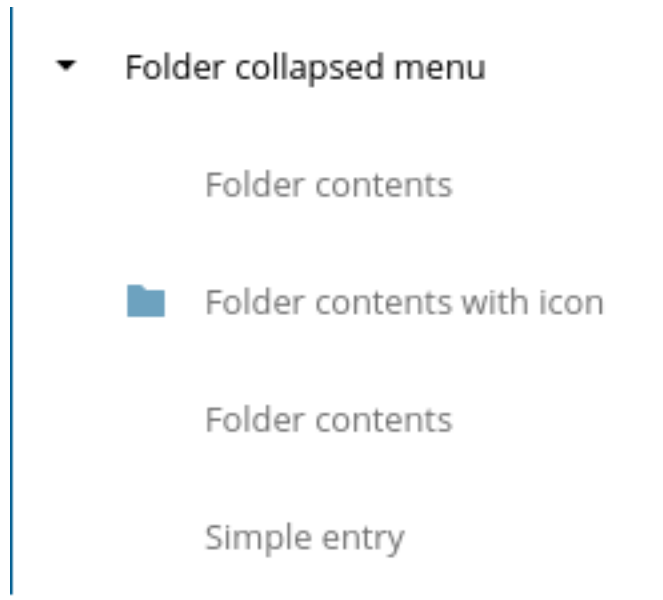 Folder collapsed menu
Folder contents
Folder contents with icon
Folder contents
Simple entry